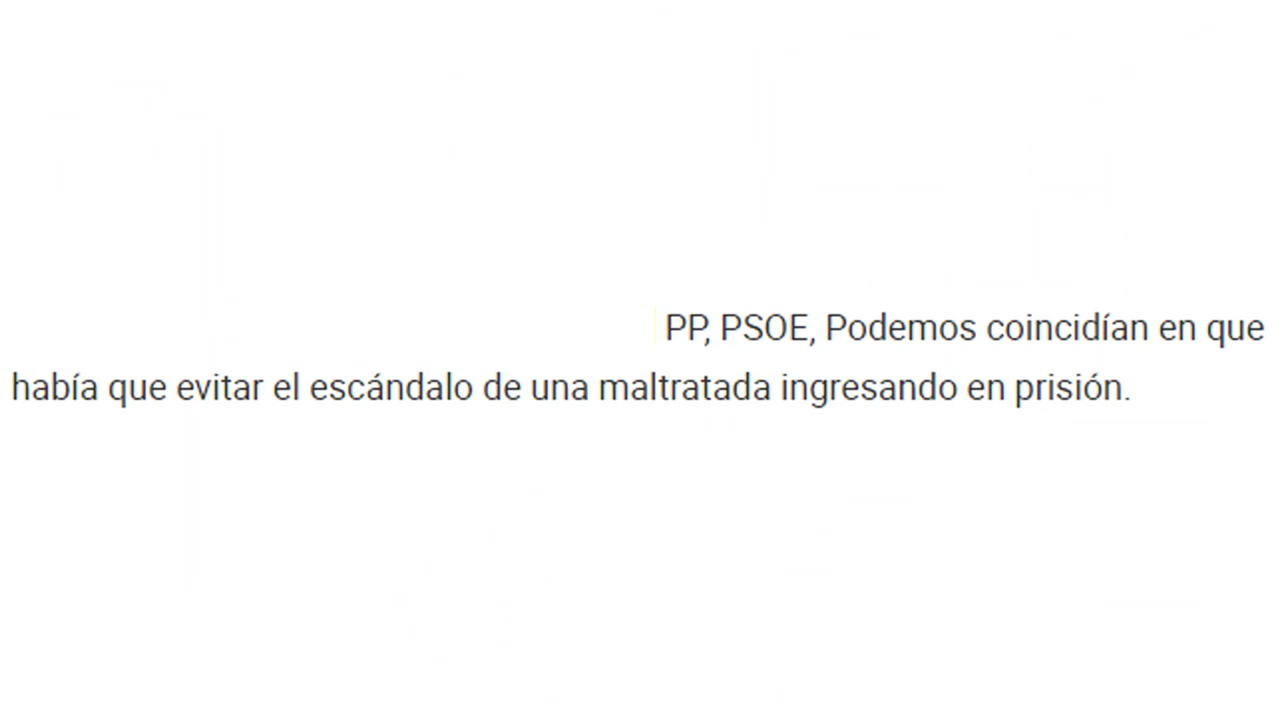 PP, PSOE, Podemos coincidían en que
había que evitar el escándalo de una maltratada ingresando en prisión.